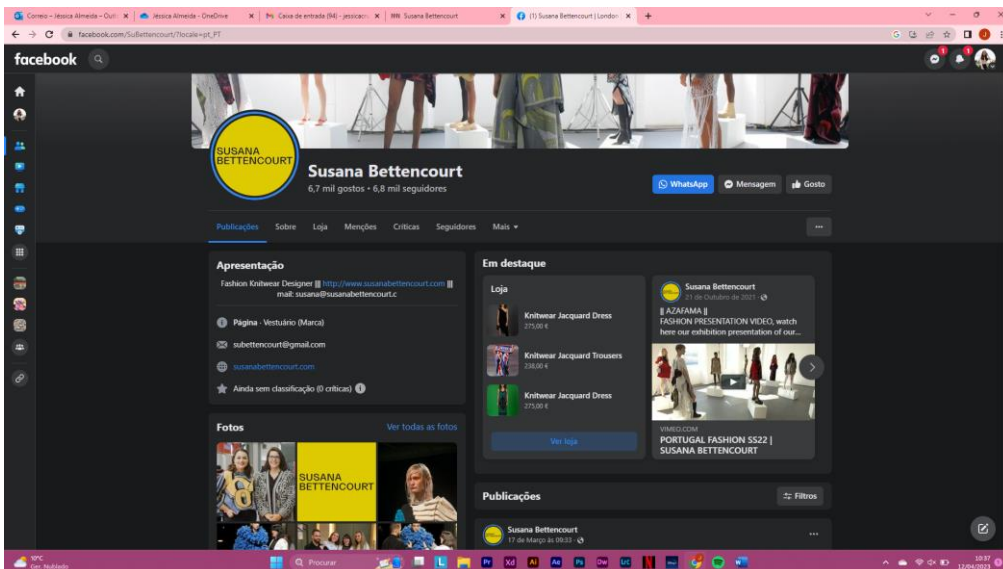 Correio – Jéssica Almeida – Outl
Jéssica Almeida - OneDrive
Caixa de entrada (94) - jessicacr
Susana Bettencourt
(1) Susana Bettencourt | London
facebook.com/SuBettencourt/?locale=pt_PT
facebook
1
1
SUSANA
BETTENCOURT
Susana Bettencourt
6,7 mil gostos • 6,8 mil seguidores
WhatsApp
Mensagem
Gosto
Publicações Sobre Loja Menções Críticas Seguidores Mais
Apresentação
Fashion Knitwear Designer ||| http://www.susanabettencourt.com |||
mail: susana@susanabettencourt.c
Página · Vestuário (Marca)
subettencourt@gmail.com
susanabettencourt.com
Ainda sem classificação (0 críticas)
Fotos
Ver todas as fotos
SUSANA
BETTENCOURT
Em destaque
Loja
Knitwear Jacquard Dress
275,00 €
Knitwear Jacquard Trousers
238,00 €
Knitwear Jacquard Dress
275,00 €
Ver loja
Susana Bettencourt
21 de Outubro de 2021 ·
|| AZAFAMA ||
FASHION PRESENTATION VIDEO, watch
here our exhibition presentation of our...
VIMEO.COM
PORTUGAL FASHION SS22 |
SUSANA BETTENCOURT
Publicações
Filtros
Susana Bettencourt
17 de Março às 09:33 ·
10°C
Ger. Nublado
Procurar
10:37
12/04/2023